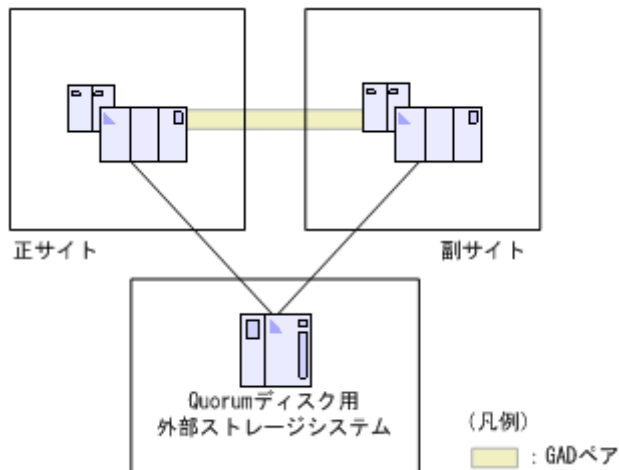 正サイト
副サイト
Quorumディスク用
外部ストレージシステム
(凡例)
: GADペア